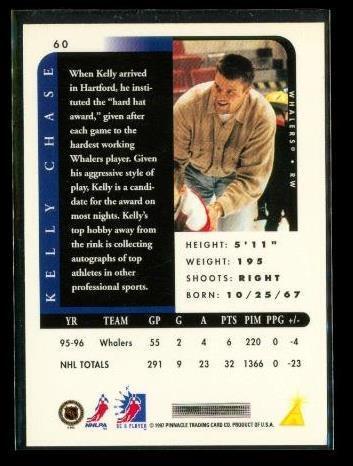 60
KELLY CHASE
When Kelly arrived
in Hartford, he insti-
tuted the "hard hat
award," given after
each game to the
hardest working
Whalers player. Given
his aggressive style of
play, Kelly is a candi-
date for the award on
most nights. Kelly's
top hobby away from
the rink is collecting
autographs of top
athletes in other
professional sports.
WHALERS® • RW
HEIGHT: 5'11"
WEIGHT: 195
SHOOTS: RIGHT
BORN: 10/25/67
YR TEAM GP G A PTS PIM PPG +/-
95-96 Whalers 55 2 4 6 220 0 -4
NHL TOTALS 291 9 23 32 1366 0 -23
NHLPA
BE A PLAYER
© 1997 PINNACLE TRADING CARD CO. PRODUCT OF U.S.A.